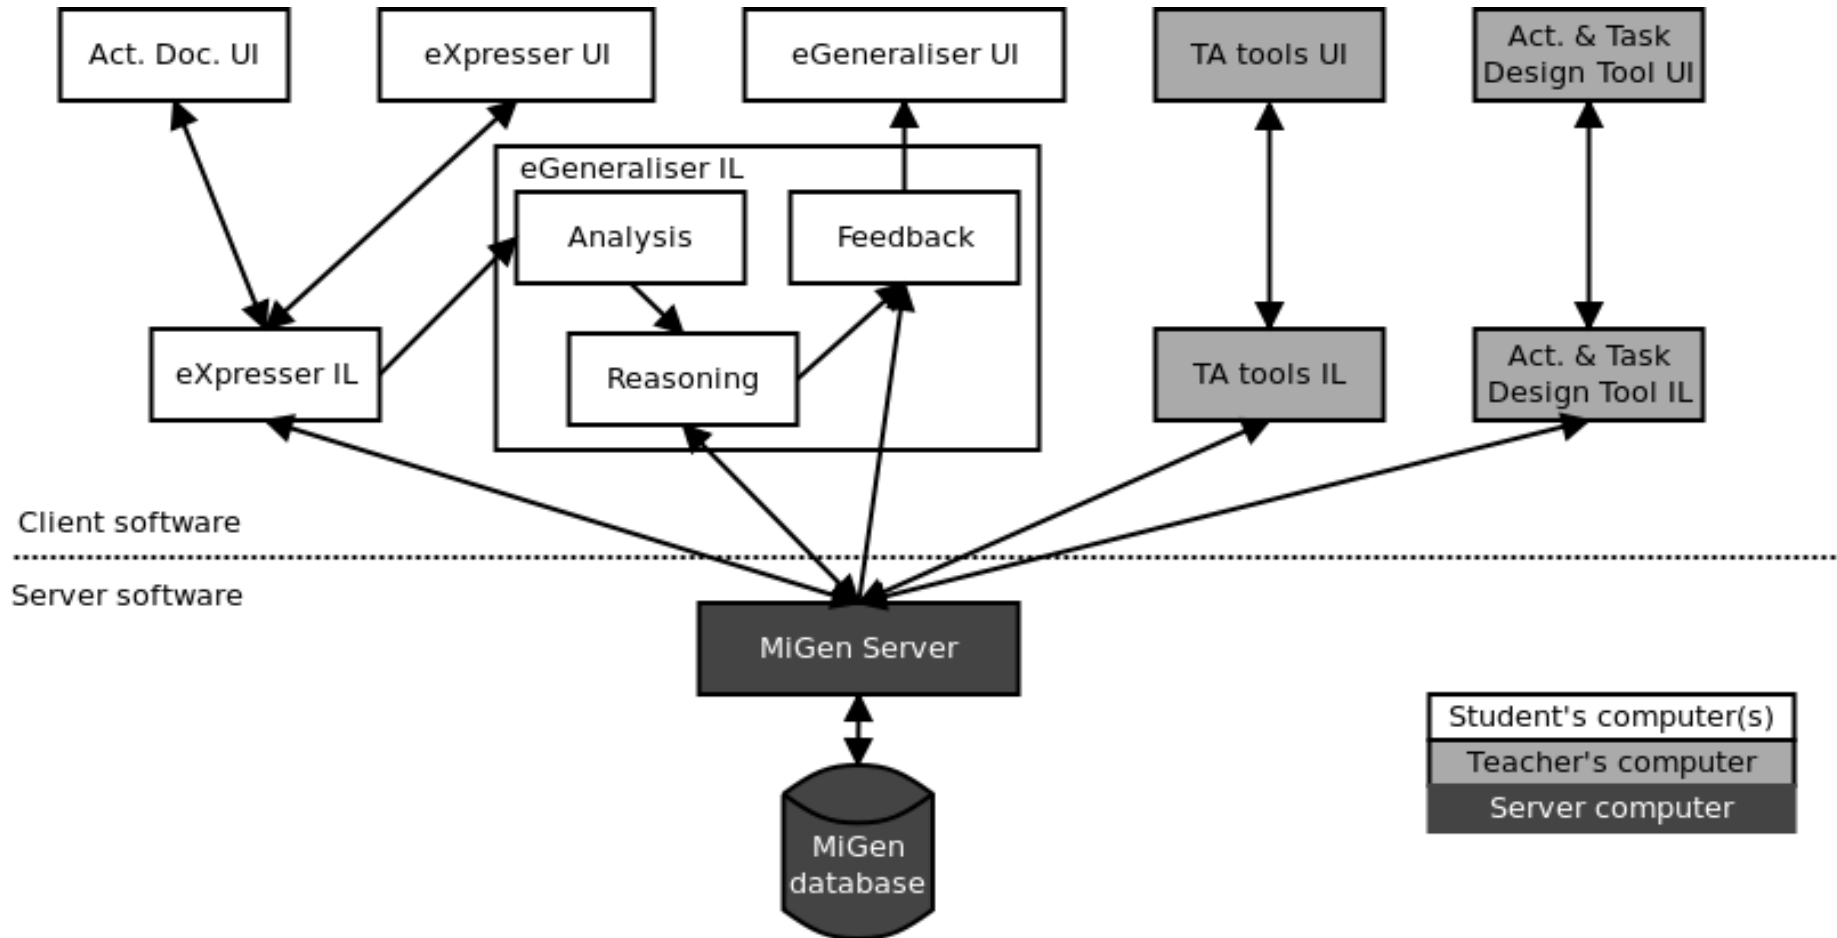 Act. Doc. UI
eXpresser UI
eGeneraliser UI
TA tools UI
Act. & Task
Design Tool UI
eGeneraliser IL
Analysis
Feedback
eXpresser IL
Reasoning
TA tools IL
Act. & Task
Design Tool IL
Client software
Server software
MiGen Server
Student's computer(s)
Teacher's computer
Server computer
MiGen
database